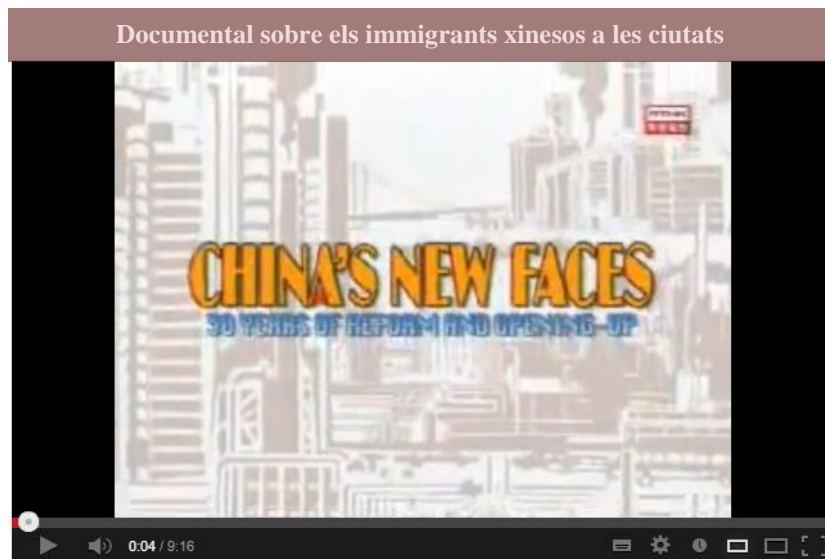 Documental sobre els immigrants xinesos a les ciutats
CHINA'S NEW FACES
30 YEARS OF REFORM AND OPENING-UP
0:04 / 9:16